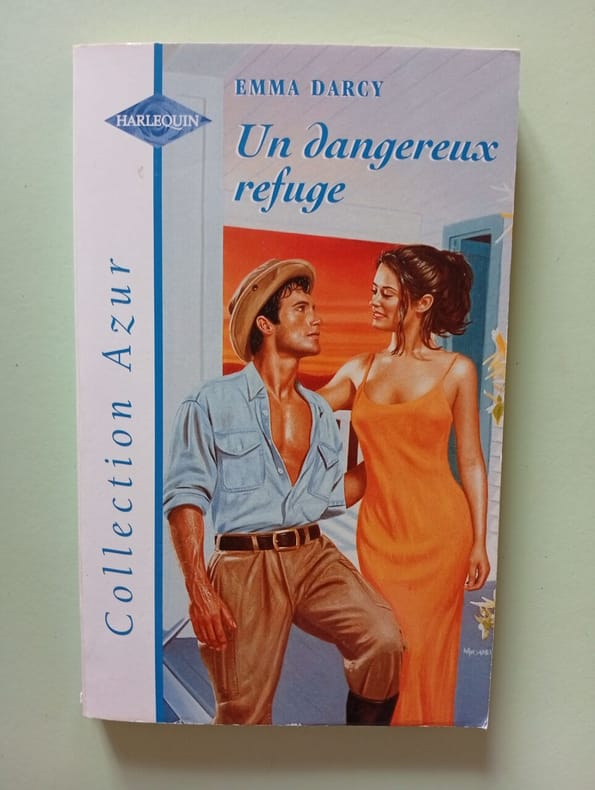 EMMA DARCY
HARLEQUIN
Un dangereux
refuge
Collection Azur